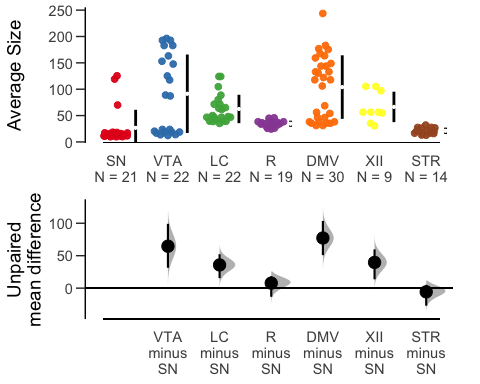 Average Size
250
200
150
100
50
0
SN VTA LC R DMV XII STR
N = 21 N = 22 N = 22 N = 19 N = 30 N = 9 N = 14
Unpaired
mean difference
100
50
0
VTA LC R DMV XII STR
minus minus minus minus minus minus
SN SN SN SN SN SN